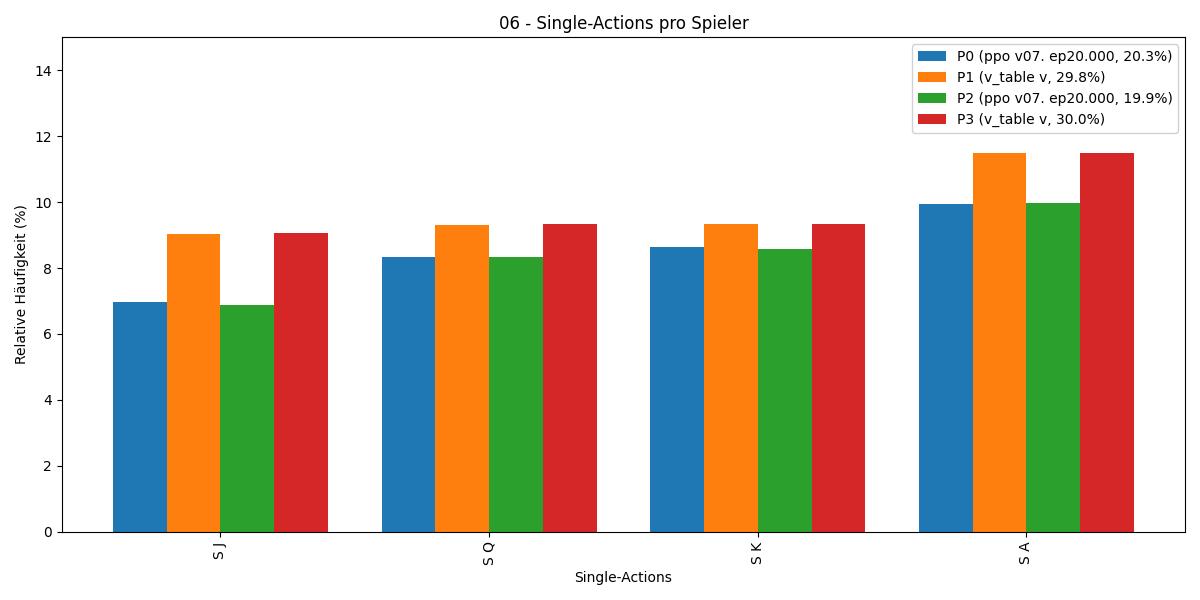 06 - Single-Actions pro Spieler
P0 (ppo v07. ep20.000, 20.3%)
P1 (v_table v, 29.8%)
P2 (ppo v07. ep20.000, 19.9%)
P3 (v_table v, 30.0%)
Relative Häufigkeit (%)
14
12
10
8
6
4
2
0
S J
S Q
S K
S A
Single-Actions